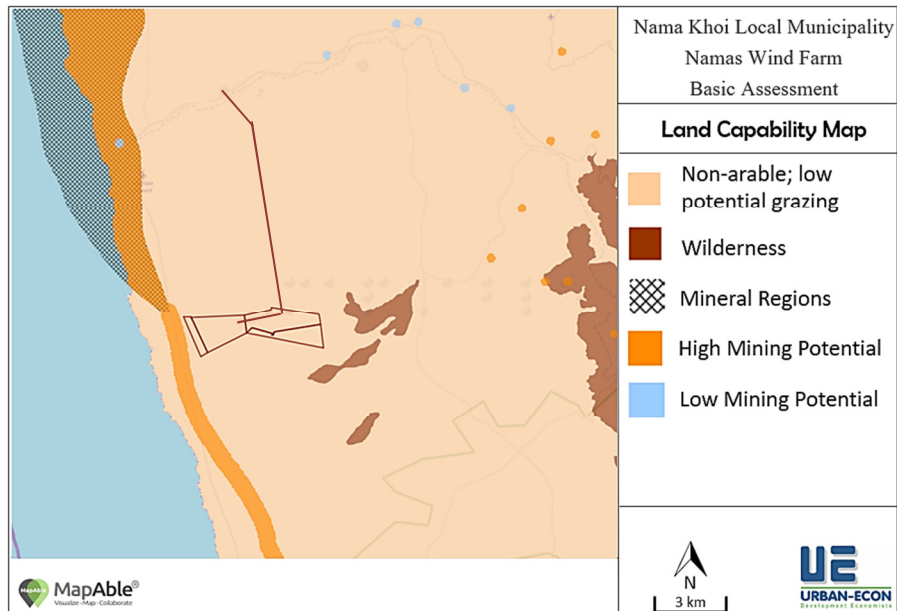 Nama Khoi Local Municipality
Namas Wind Farm
Basic Assessment
Land Capability Map
Non-arable; low
potential grazing
Wilderness
Mineral Regions
High Mining Potential
Low Mining Potential
N
3 km
UE
URBAN-ECON
Development Economists
MapAble
MapAble®
Visualize · Map · Collaborate